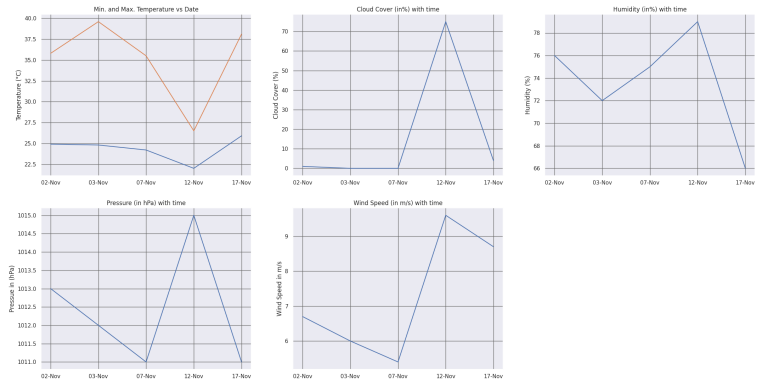 Min. and Max. Temperature vs Date
Temperature (°C)
40.0
37.5
35.0
32.5
30.0
27.5
25.0
22.5
02-Nov 03-Nov 07-Nov 12-Nov 17-Nov
Cloud Cover (in%) with time
Cloud Cover (%)
70
60
50
40
30
20
10
0
02-Nov 03-Nov 07-Nov 12-Nov 17-Nov
Humidity (in%) with time
Humidity (%)
78
76
74
72
70
68
66
02-Nov 03-Nov 07-Nov 12-Nov 17-Nov
Pressure (in hPa) with time
Pressue in (hPa)
1015.0
1014.5
1014.0
1013.5
1013.0
1012.5
1012.0
1011.5
1011.0
02-Nov 03-Nov 07-Nov 12-Nov 17-Nov
Wind Speed (in m/s) with time
Wind Speed in m/s
9
8
7
6
02-Nov 03-Nov 07-Nov 12-Nov 17-Nov